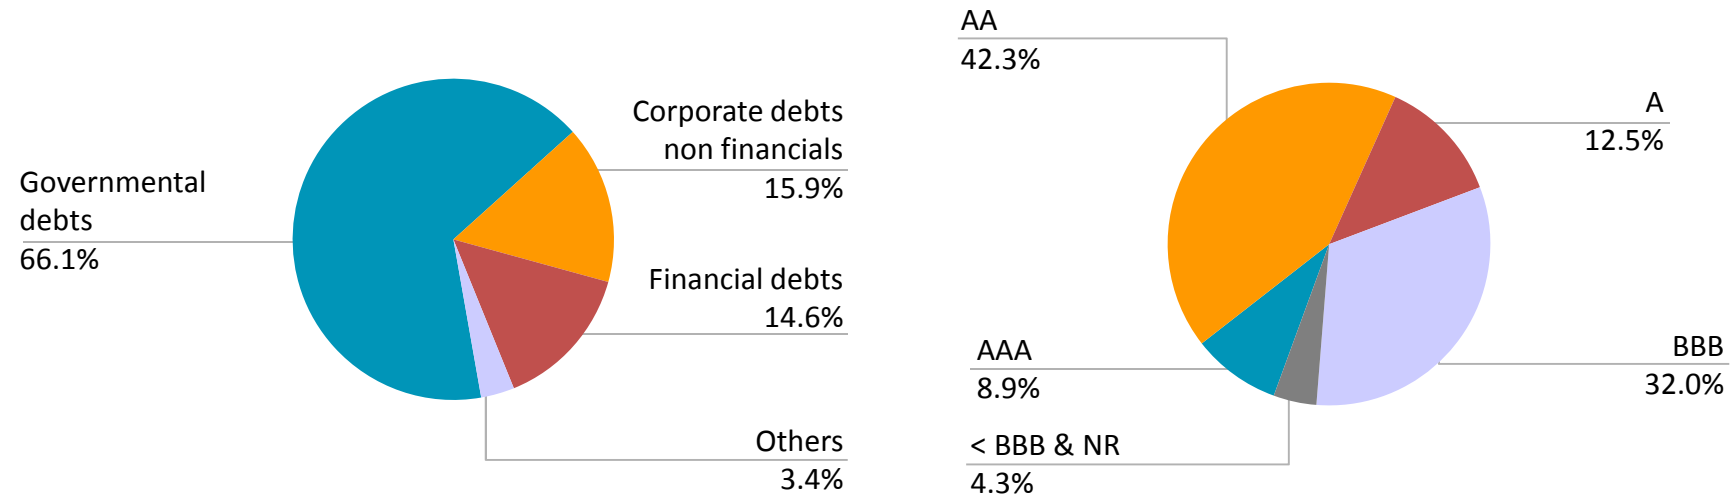 Governmental
debts
66.1%
Corporate debts
non financials
15.9%
Financial debts
14.6%
Others
3.4%
AA
42.3%
A
12.5%
BBB
32.0%
AAA
8.9%
< BBB & NR
4.3%